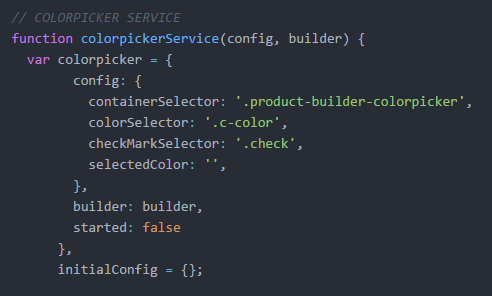 // COLORPICKER SERVICE
function colorpickerService(config, builder) {
  var colorpicker = {
        config: {
          containerSelector: '.product-builder-colorpicker',
          colorSelector: '.c-color',
          checkMarkSelector: '.check',
          selectedColor: '',
        },
        builder: builder,
        started: false
      },
      initialConfig = {};